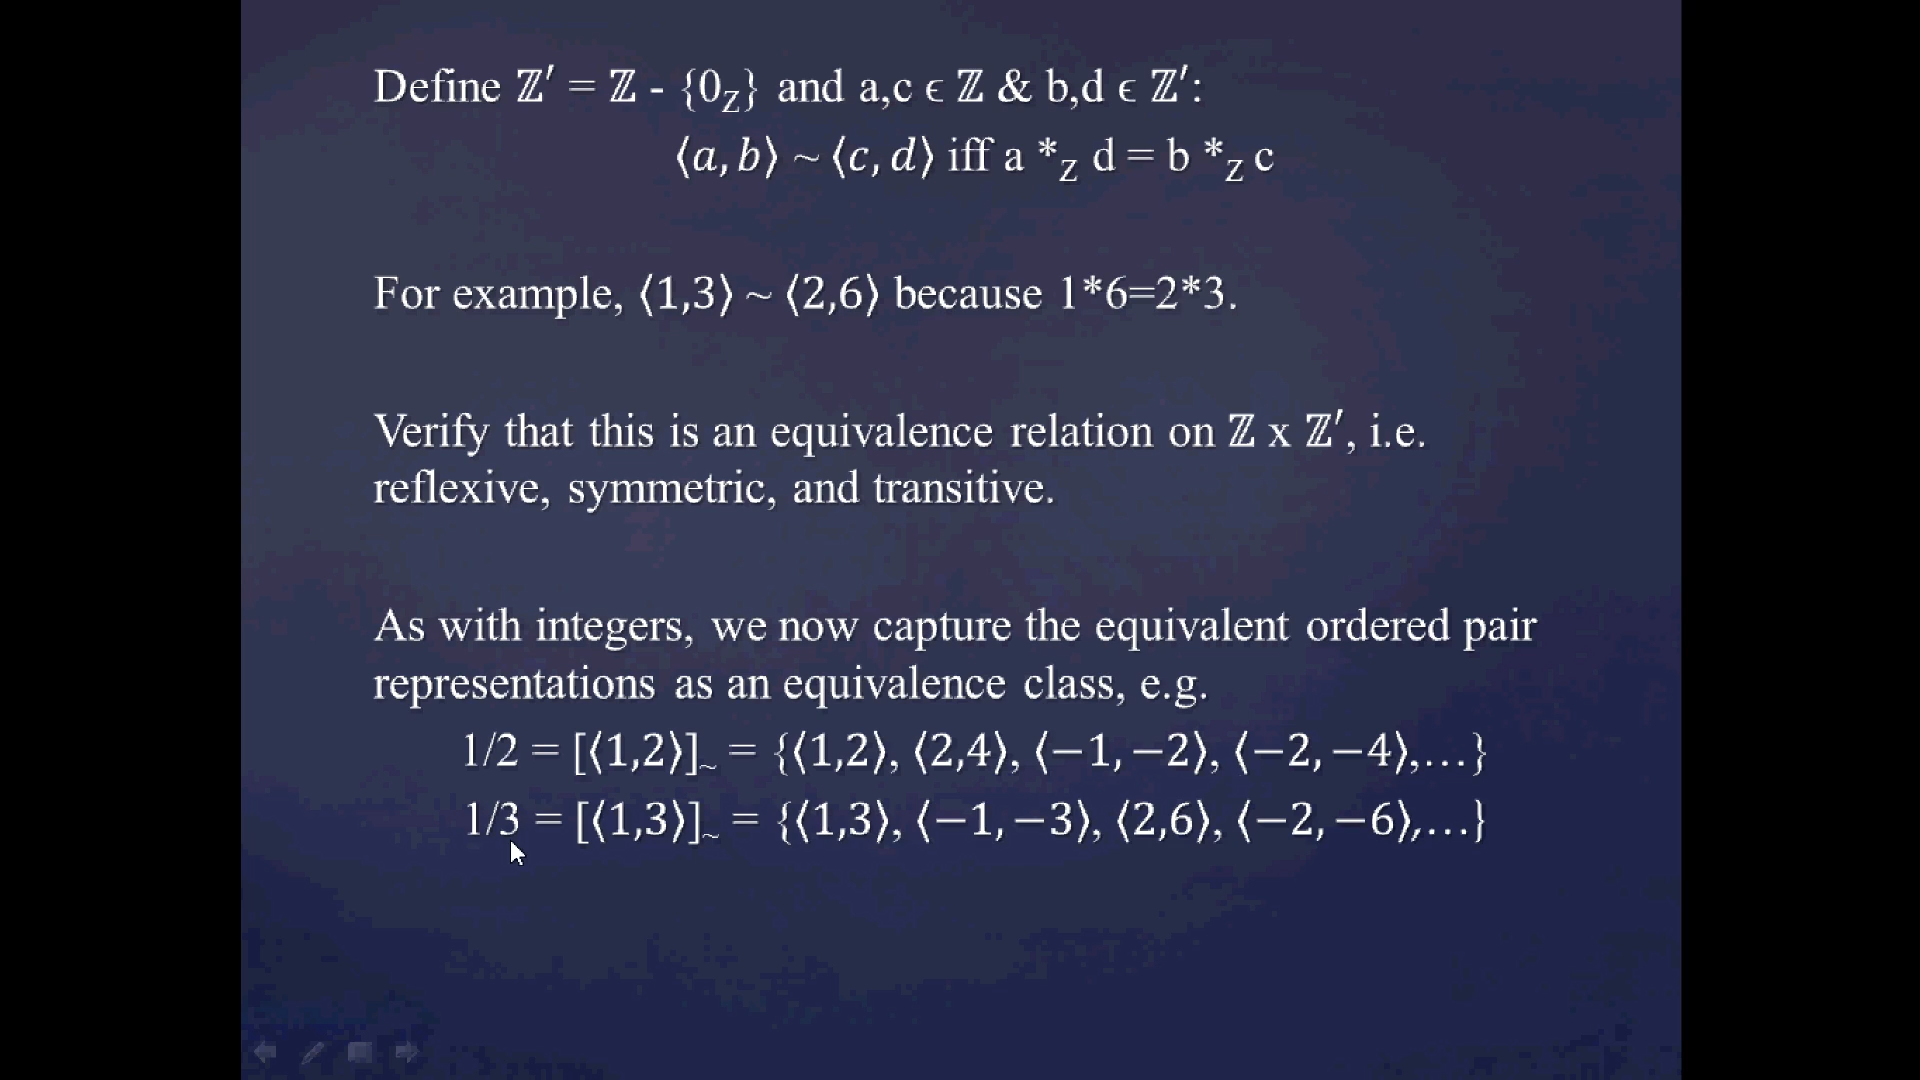 Define ℤ′ = ℤ - {0_Z} and a,c ϵ ℤ & b,d ϵ ℤ′:
⟨a, b⟩ ~ ⟨c, d⟩ iff a *_Z d = b *_Z c
For example, ⟨1,3⟩ ~ ⟨2,6⟩ because 1*6=2*3.
Verify that this is an equivalence relation on ℤ x ℤ′, i.e.
reflexive, symmetric, and transitive.
As with integers, we now capture the equivalent ordered pair
representations as an equivalence class, e.g.
1/2 = [⟨1,2⟩]_~ = {⟨1,2⟩, ⟨2,4⟩, ⟨−1, −2⟩, ⟨−2, −4⟩,…}
1/3 = [⟨1,3⟩]_~ = {⟨1,3⟩, ⟨−1, −3⟩, ⟨2,6⟩, ⟨−2, −6⟩,…}